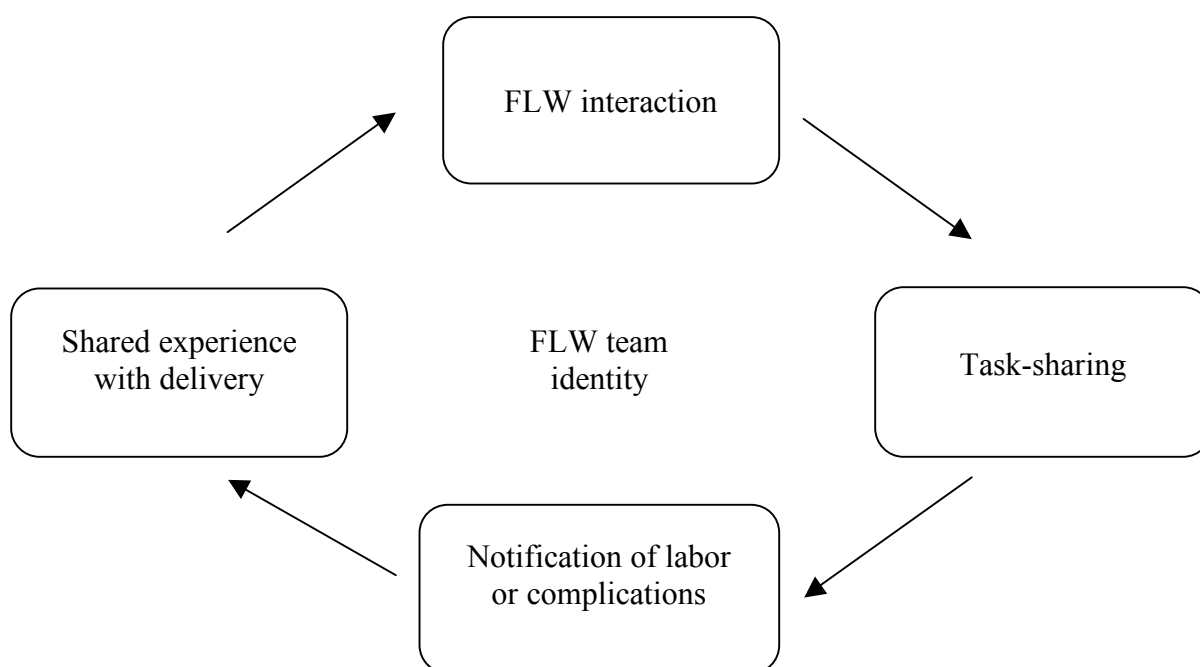 FLW interaction
Shared experience
with delivery
FLW team
identity
Task-sharing
Notification of labor
or complications